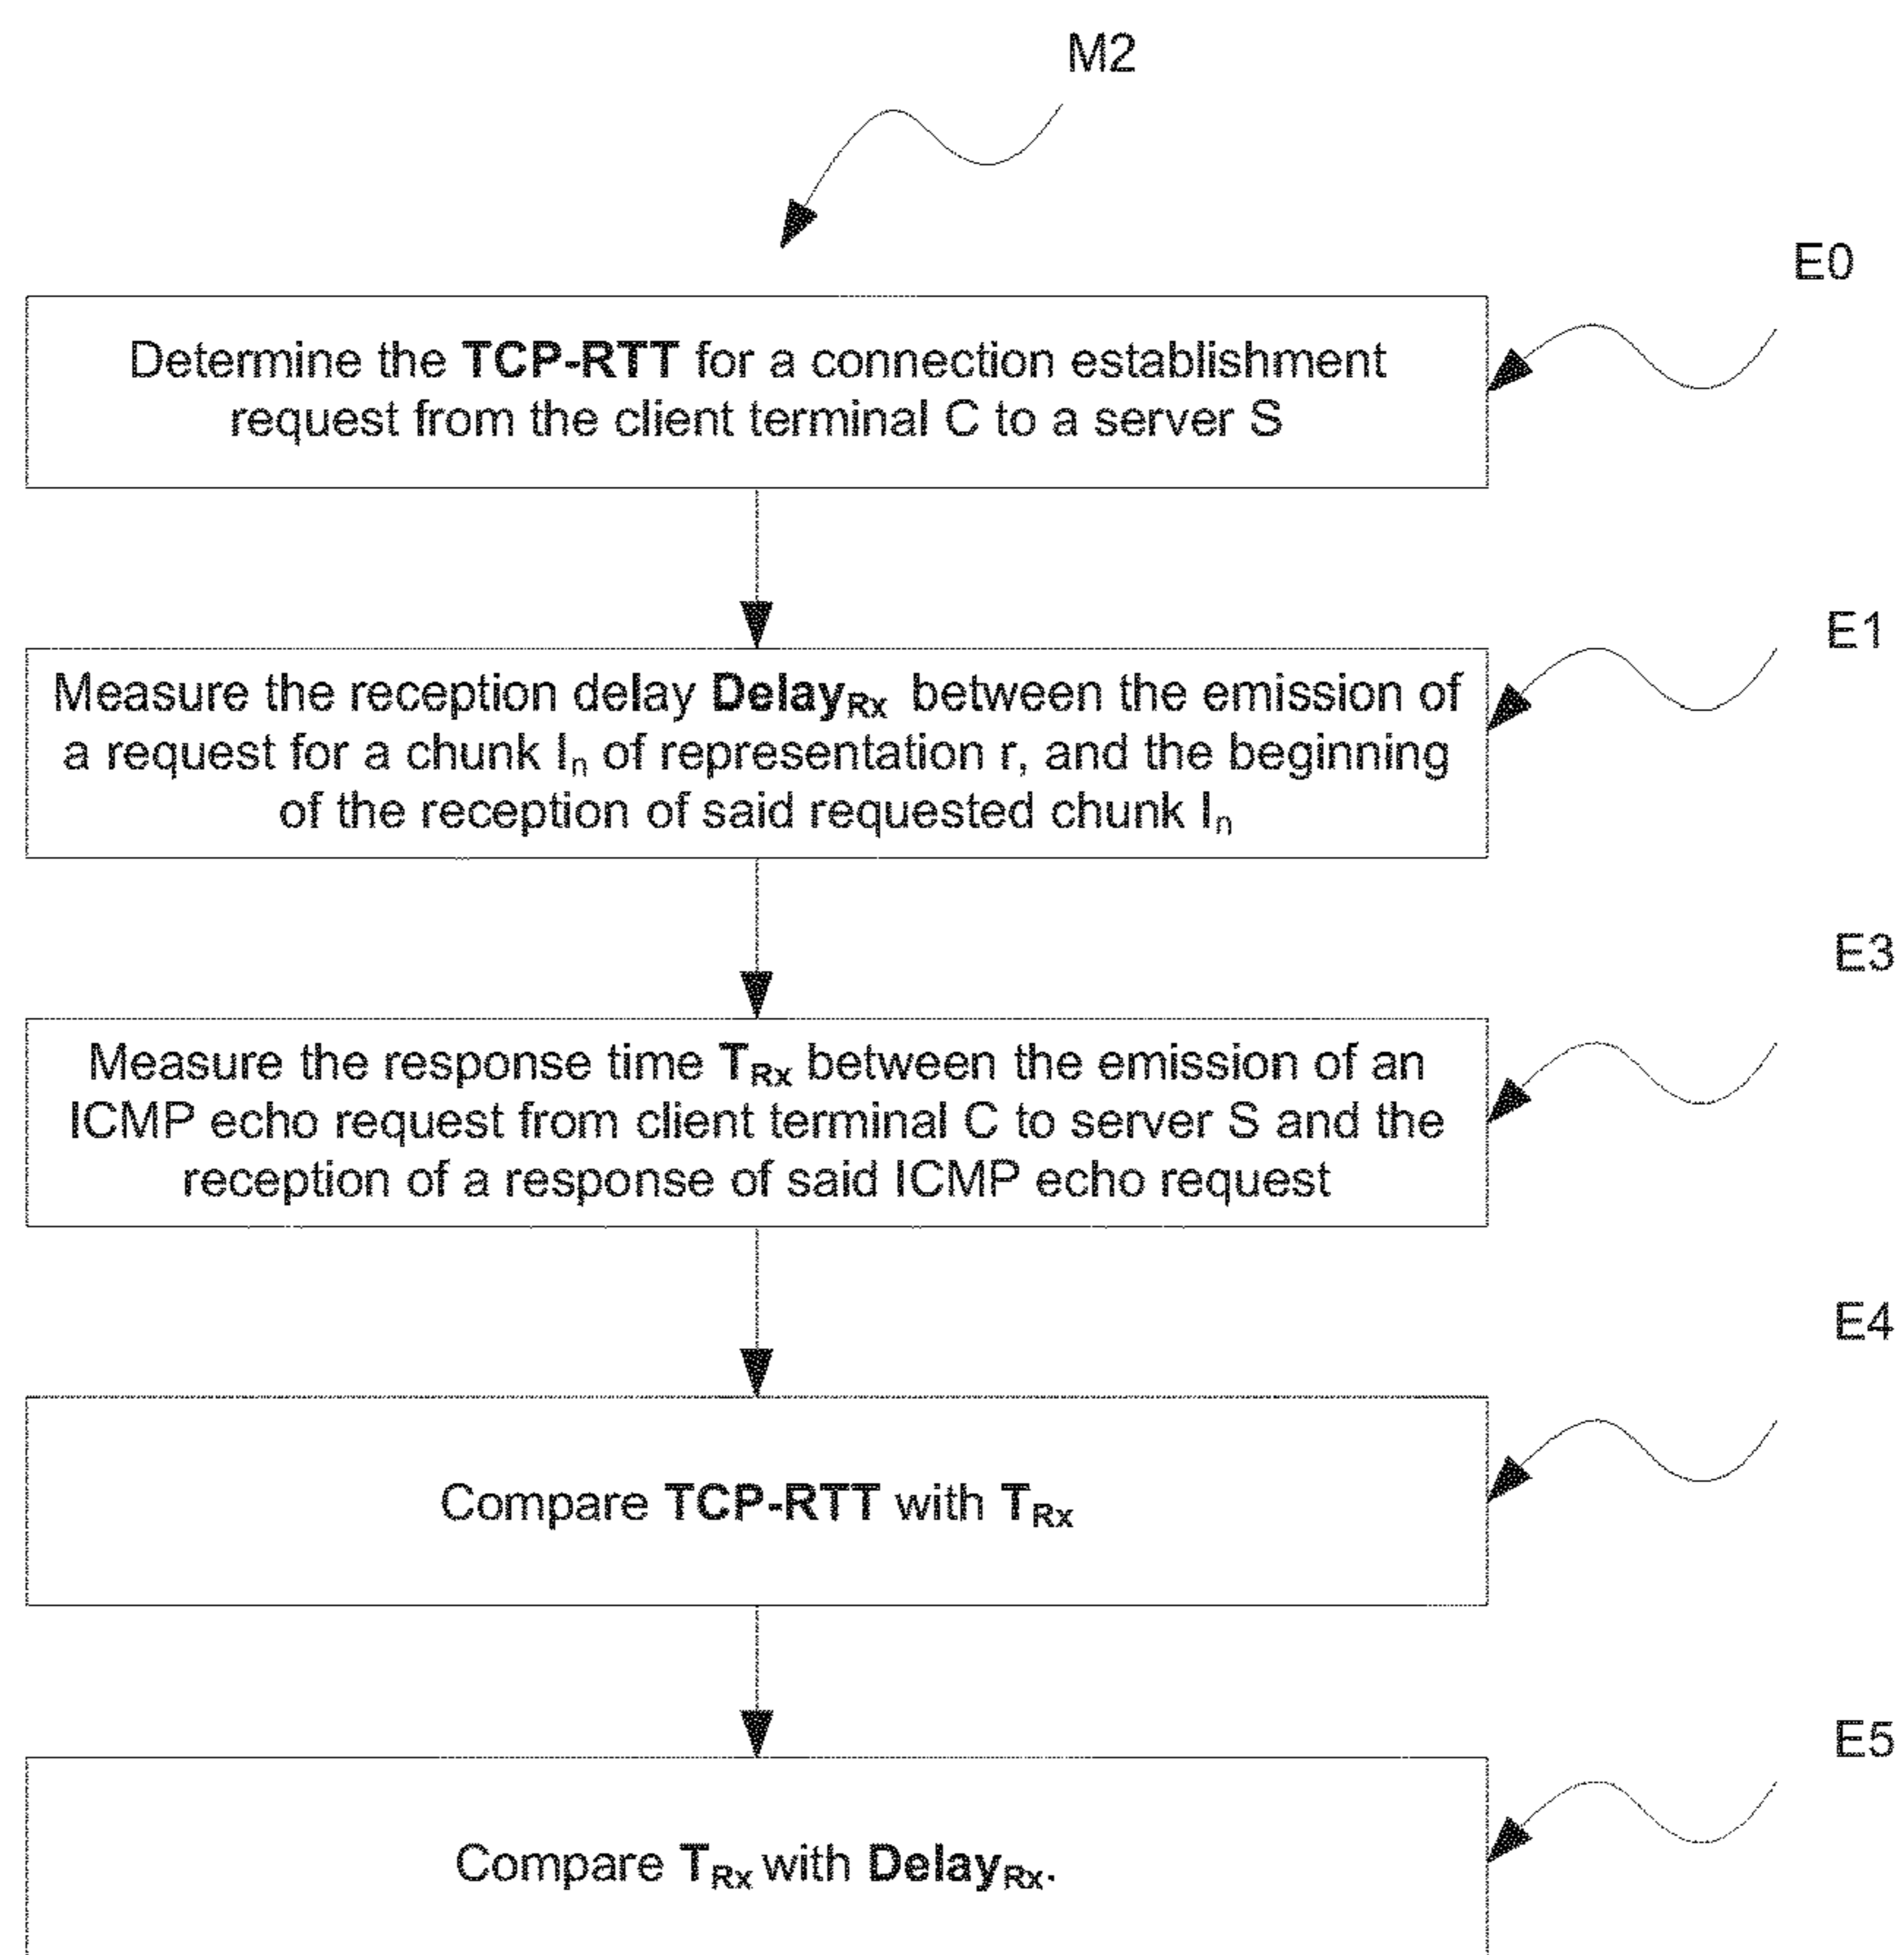 M2
E0
Determine the TCP-RTT for a connection establishment
request from the client terminal C to a server S
E1
Measure the reception delay DelayRx between the emission of
a request for a chunk In of representation r, and the beginning
of the reception of said requested chunk In
E3
Measure the response time TRx between the emission of an
ICMP echo request from client terminal C to server S and the
reception of a response of said ICMP echo request
E4
Compare TCP-RTT with TRx
E5
Compare TRx with DelayRx.